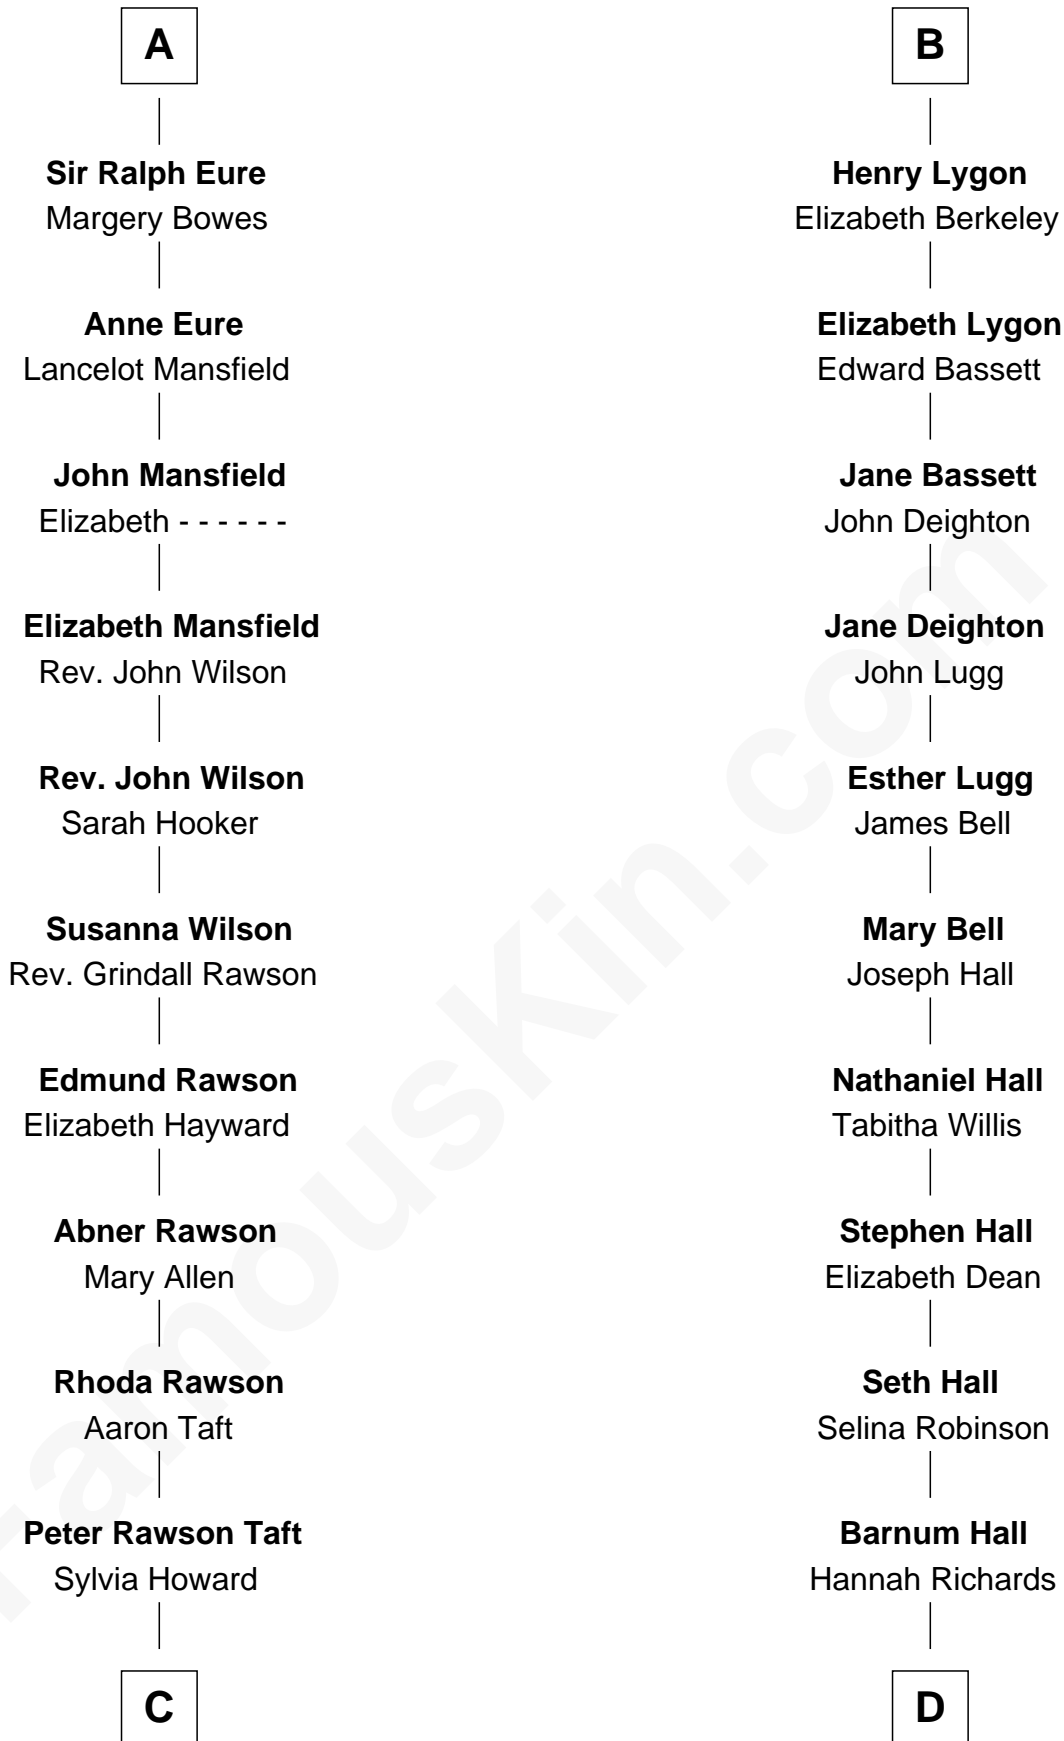 A
Sir Ralph Eure
Margery Bowes
Anne Eure
Lancelot Mansfield
John Mansfield
Elizabeth - - - - - -
Elizabeth Mansfield
Rev. John Wilson
Rev. John Wilson
Sarah Hooker
Susanna Wilson
Rev. Grindall Rawson
Edmund Rawson
Elizabeth Hayward
Abner Rawson
Mary Allen
Rhoda Rawson
Aaron Taft
Peter Rawson Taft
Sylvia Howard
C
B
Henry Lygon
Elizabeth Berkeley
Elizabeth Lygon
Edward Bassett
Jane Bassett
John Deighton
Jane Deighton
John Lugg
Esther Lugg
James Bell
Mary Bell
Joseph Hall
Nathaniel Hall
Tabitha Willis
Stephen Hall
Elizabeth Dean
Seth Hall
Selina Robinson
Barnum Hall
Hannah Richards
D
FamousKin.com